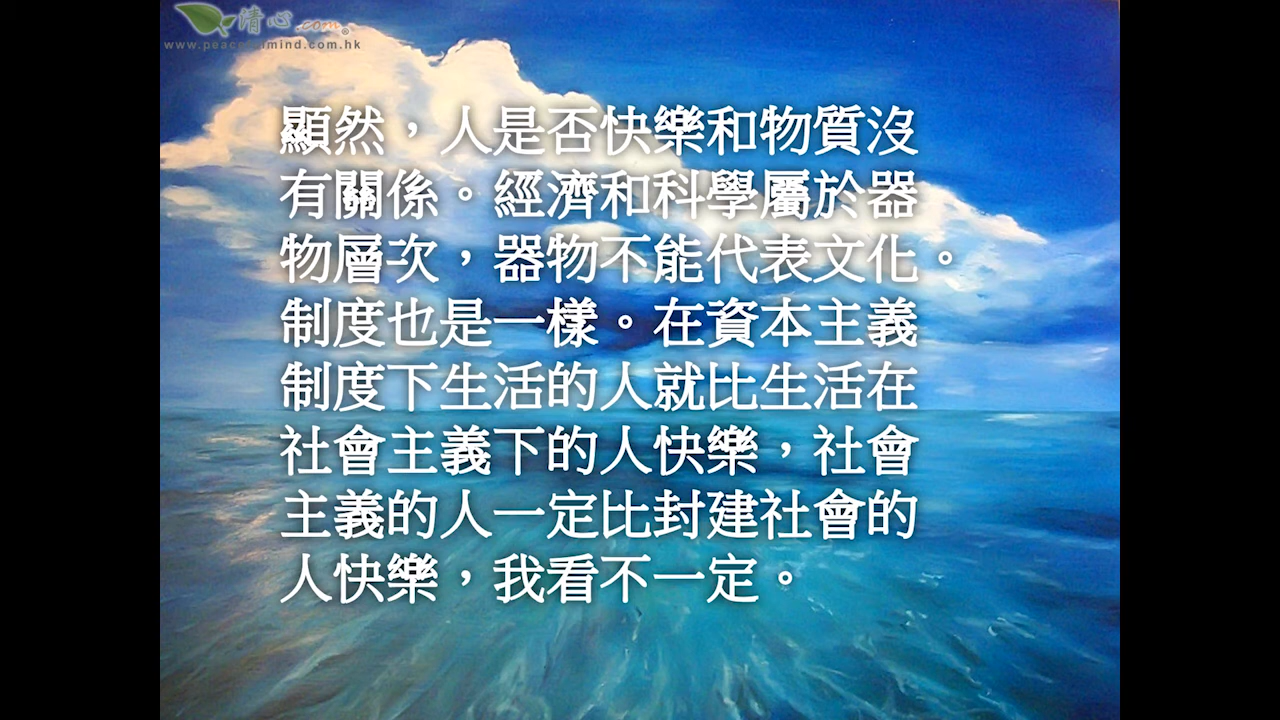 清心.com®
www.peaceofmind.com.hk
顯然，人是否快樂和物質沒
有關係。經濟和科學屬於器
物層次，器物不能代表文化。
制度也是一樣。在資本主義
制度下生活的人就比生活在
社會主義下的人快樂，社會
主義的人一定比封建社會的
人快樂，我看不一定。